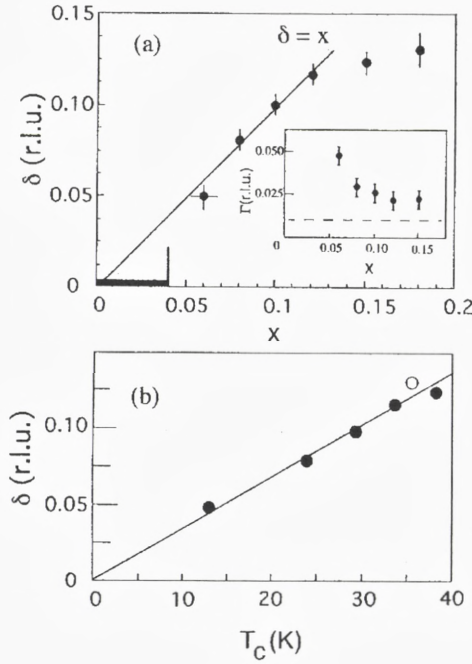 (a)
δ = x
0.15
0.10
0.05
0
δ (r.l.u.)
0 0.05 0.1 0.15 0.2
x
0.050
0.025
0
Γ(r.l.u.)
0.05 0.10 0.15
x
(b)
0.10
0.05
0
δ (r.l.u.)
0 10 20 30 40
T_C(K)